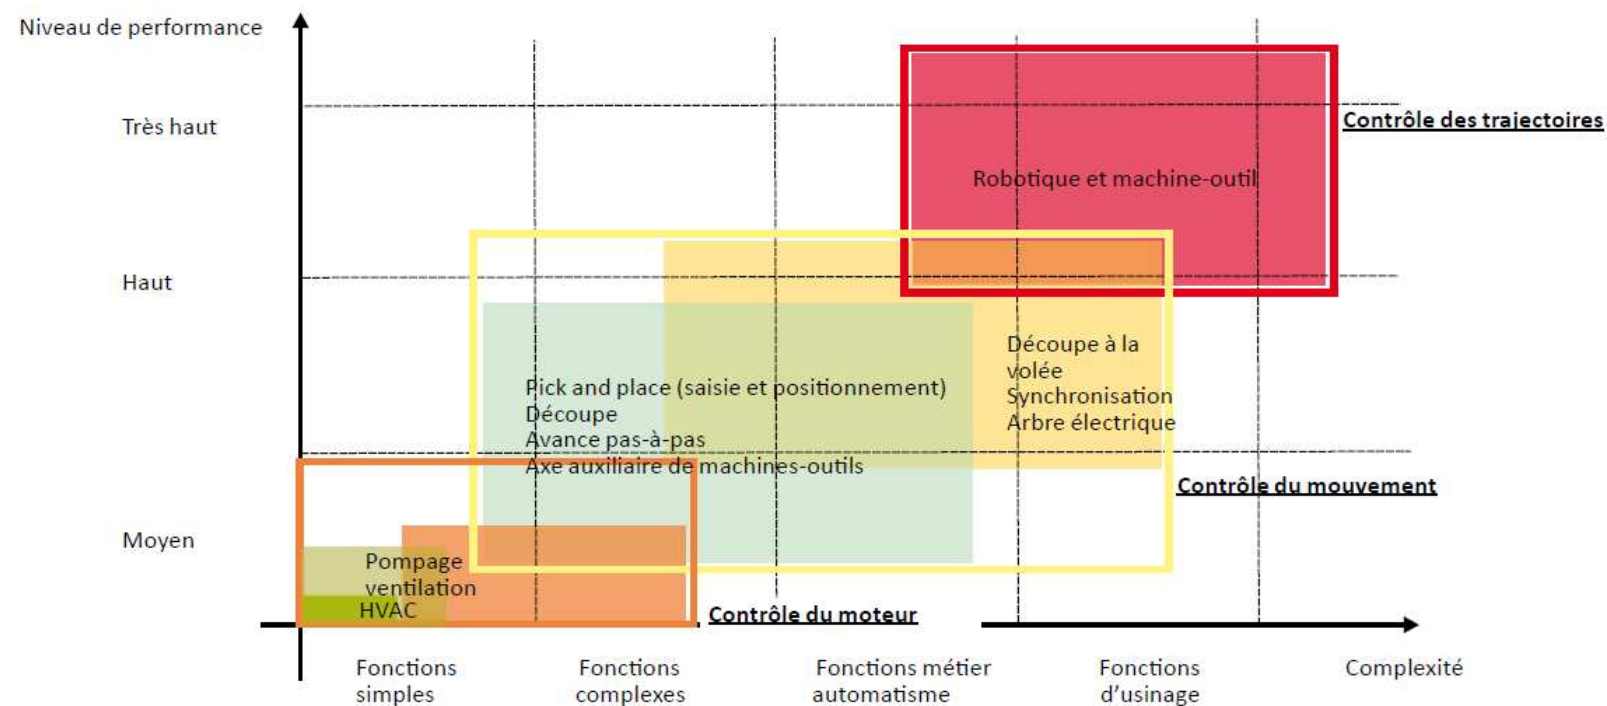 Niveau de performance
Très haut
Contrôle des trajectoires
Robotique et machine-outil
Haut
Découpe à la
volée
Synchronisation
Arbre électrique
Pick and place (saisie et positionnement)
Découpe
Avance pas-à-pas
Axe auxiliaire de machines-outils
Contrôle du mouvement
Moyen
Pompage
ventilation
HVAC
Contrôle du moteur
Fonctions
simples
Fonctions
complexes
Fonctions métier
automatisme
Fonctions
d’usinage
Complexité